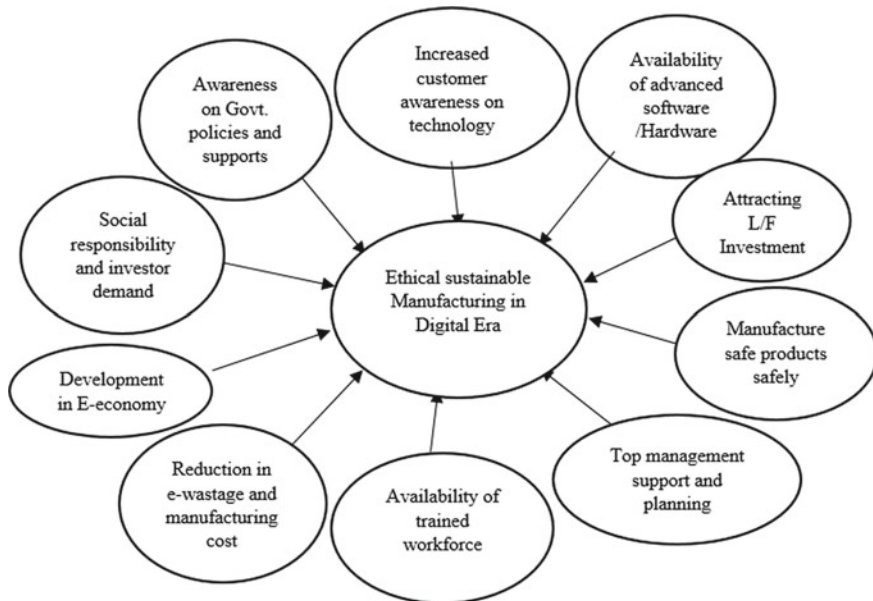 Increased
customer
awareness on
technology
Availability
of advanced
software
/Hardware
Awareness
on Govt.
policies and
supports
Attracting
L/F
Investment
Social
responsibility
and investor
demand
Ethical sustainable
Manufacturing in
Digital Era
Manufacture
safe products
safely
Development
in E-economy
Top management
support and
planning
Reduction in
e-wastage and
manufacturing
cost
Availability of
trained
workforce